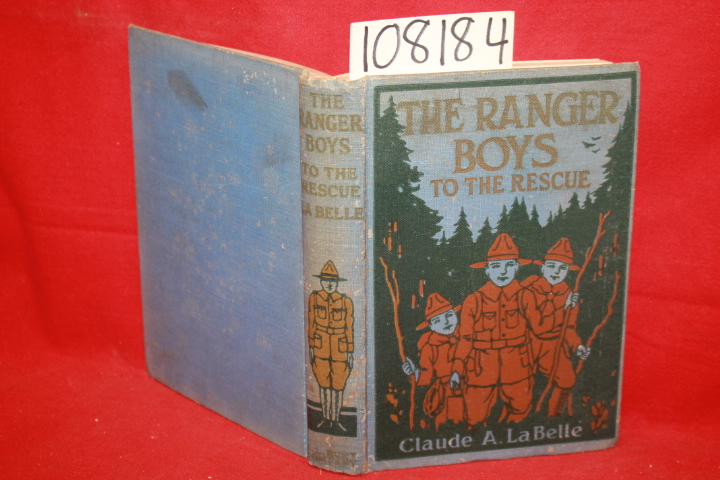 108184
THE
RANGER
BOYS
TO THE
RESCUE
LA BELLE
THE RANGER
BOYS
TO THE RESCUE
Claude A. LaBelle